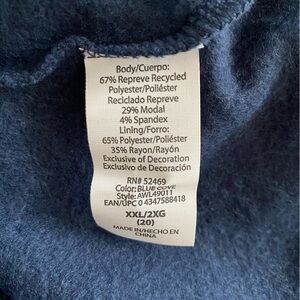 Body/Cuerpo:
67% Repreve Recycled
Polyester/Poliéster
Reciclado Repreve
29% Modal
4% Spandex
Lining/Forro:
65% Polyester/Poliéster
35% Rayon/Rayón
Exclusive of Decoration
Exclusivo de Decoración
RN# 52469
Color: BLUE COVE
Style: AWL49011
EAN/UPC 0 4347588418
XXL/2XG
(20)
MADE IN/HECHO EN
CHINA